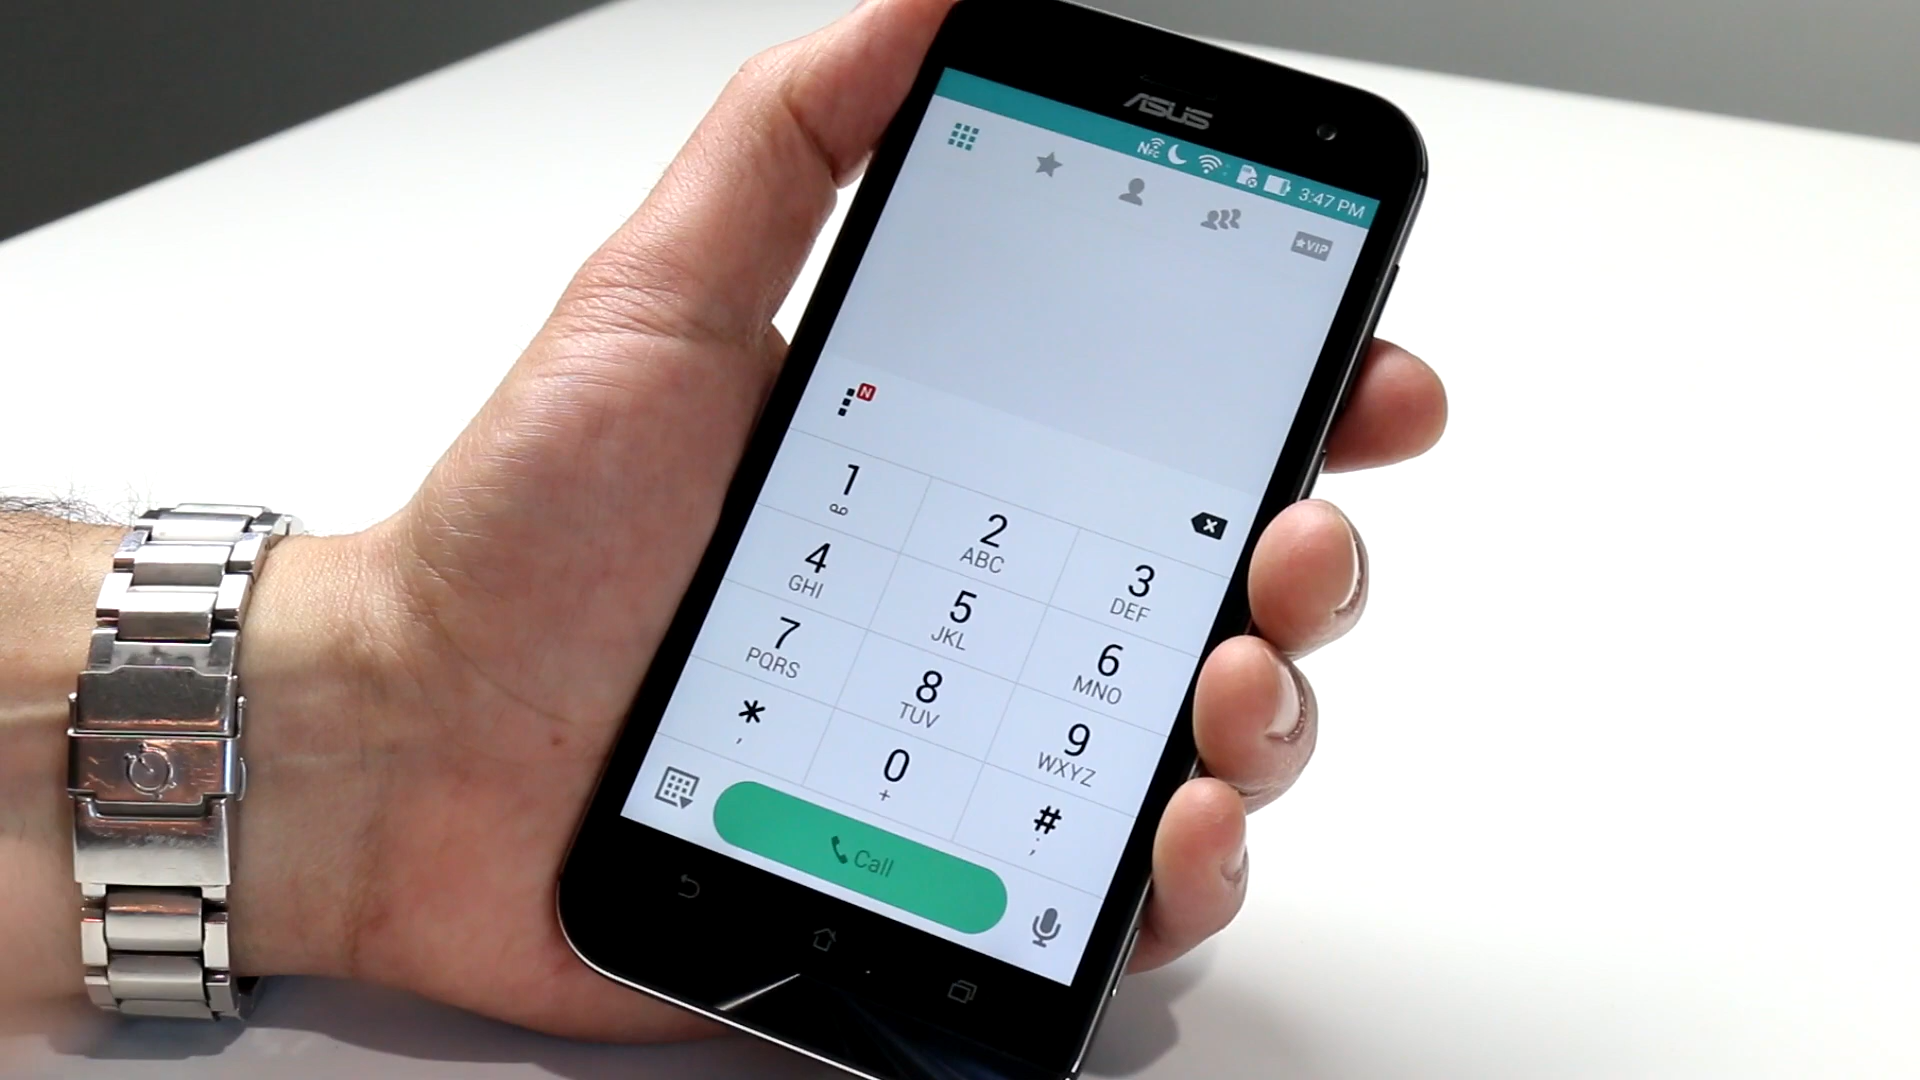 ASUS
NFC 3:47 PM
VIP
N
1
2
ABC
3
DEF
4
GHI
5
JKL
6
MNO
7
PQRS
8
TUV
9
WXYZ
*
,
0
+
#
;
Call